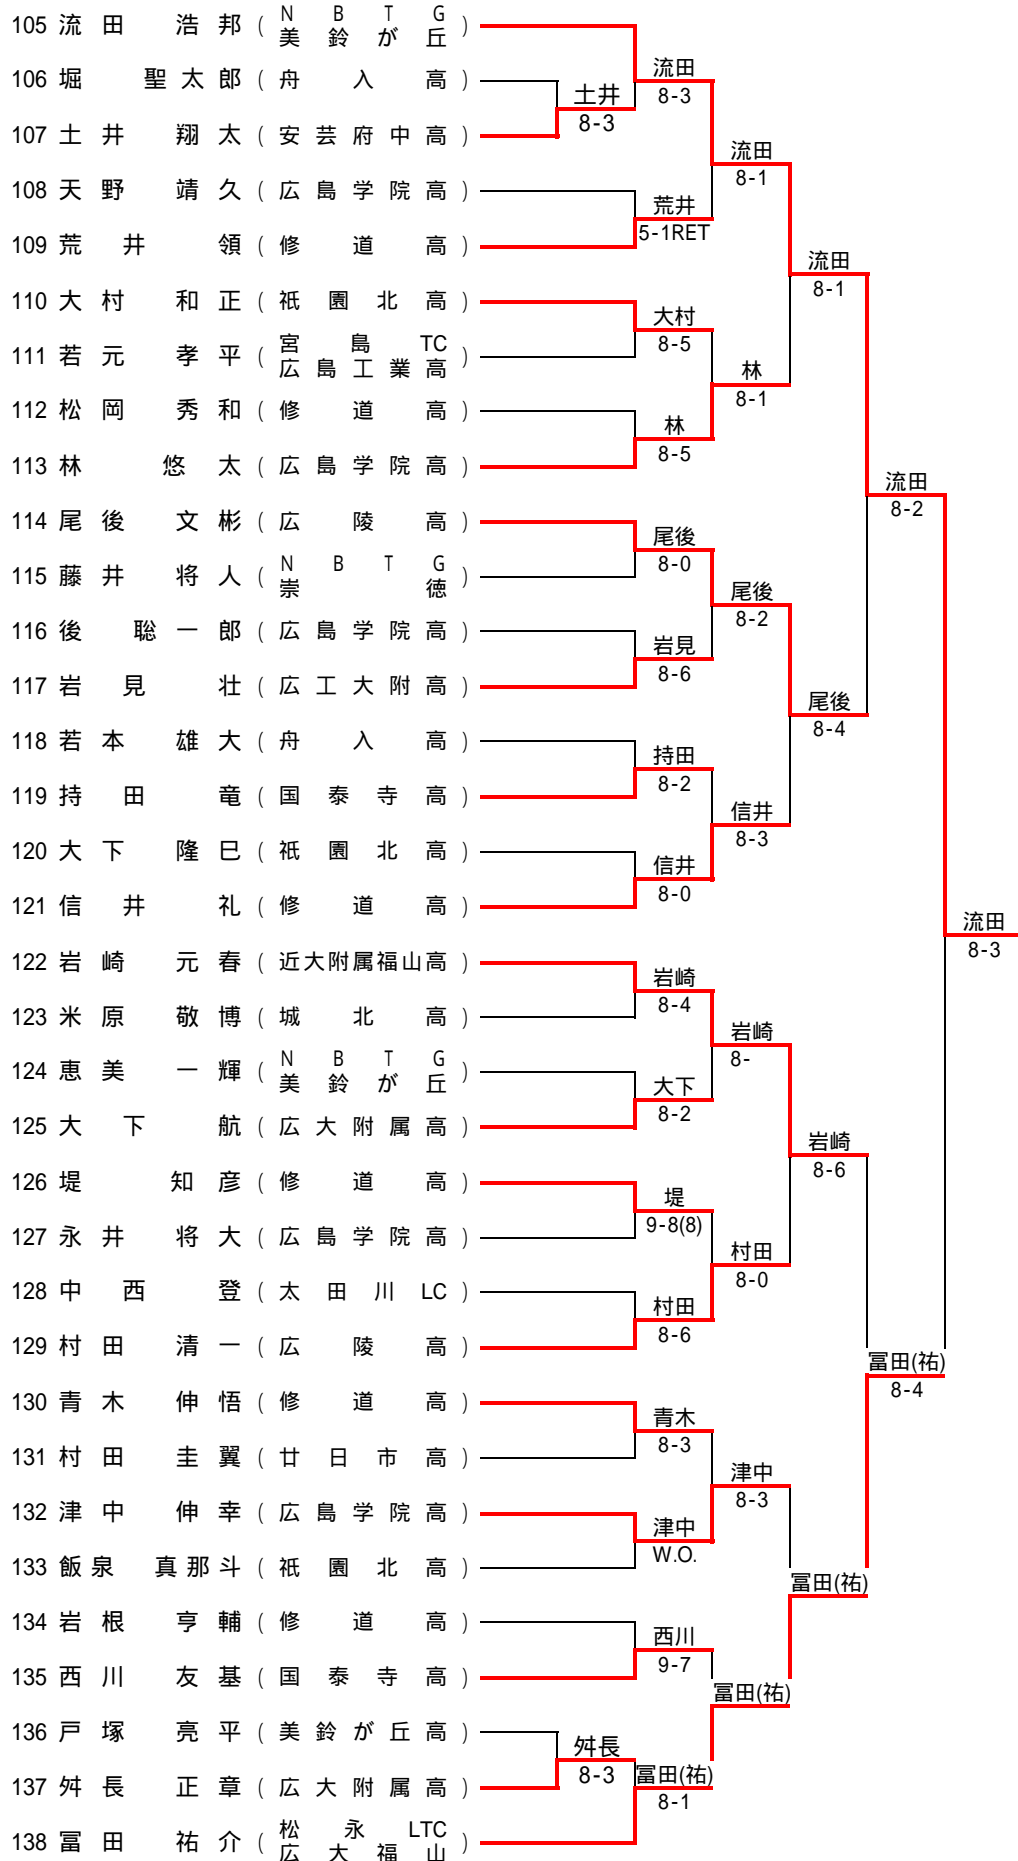 105 流田 浩邦 ( NBTG 美鈴が丘 )
106 堀 聖太郎 ( 舟入高 )
107 土井 翔太 ( 安芸府中高 )
108 天野 靖久 ( 広島学院高 )
109 荒井 領 ( 修道高 )
110 大村 和正 ( 祇園北高 )
111 若元 孝平 ( 宮島TC 広島工業高 )
112 松岡 秀和 ( 修道高 )
113 林 悠太 ( 広島学院高 )
114 尾後 文彬 ( 広陵高 )
115 藤井 将人 ( NBTG 崇徳 )
116 後 聡一郎 ( 広島学院高 )
117 岩見 壮 ( 広工大附高 )
118 若本 雄大 ( 舟入高 )
119 持田 竜 ( 国泰寺高 )
120 大下 隆巳 ( 祇園北高 )
121 信井 礼 ( 修道高 )
122 岩崎 元春 ( 近大附属福山高 )
123 米原 敬博 ( 城北高 )
124 恵美 一輝 ( NBTG 美鈴が丘 )
125 大下 航 ( 広大附属高 )
126 堤 知彦 ( 修道高 )
127 永井 将大 ( 広島学院高 )
128 中西 登 ( 太田川LC )
129 村田 清一 ( 広陵高 )
130 青木 伸悟 ( 修道高 )
131 村田 圭翼 ( 廿日市高 )
132 津中 伸幸 ( 広島学院高 )
133 飯泉 真那斗 ( 祇園北高 )
134 岩根 亨輔 ( 修道高 )
135 西川 友基 ( 国泰寺高 )
136 戸塚 亮平 ( 美鈴が丘高 )
137 舛長 正章 ( 広大附属高 )
138 冨田 祐介 ( 松永LTC 広大福山 )
土井
8-3
舛長
8-3
流田
8-3
荒井
5-1RET
大村
8-5
林
8-5
尾後
8-0
岩見
8-6
持田
8-2
信井
8-0
岩崎
8-4
大下
8-2
堤
9-8(8)
村田
8-6
青木
8-3
津中
W.O.
西川
9-7
冨田(祐)
8-1
流田
8-1
林
8-1
尾後
8-2
信井
8-3
岩崎
8-
村田
8-0
津中
8-3
冨田(祐)
流田
8-1
尾後
8-4
岩崎
8-6
冨田(祐)
流田
8-2
冨田(祐)
8-4
流田
8-3